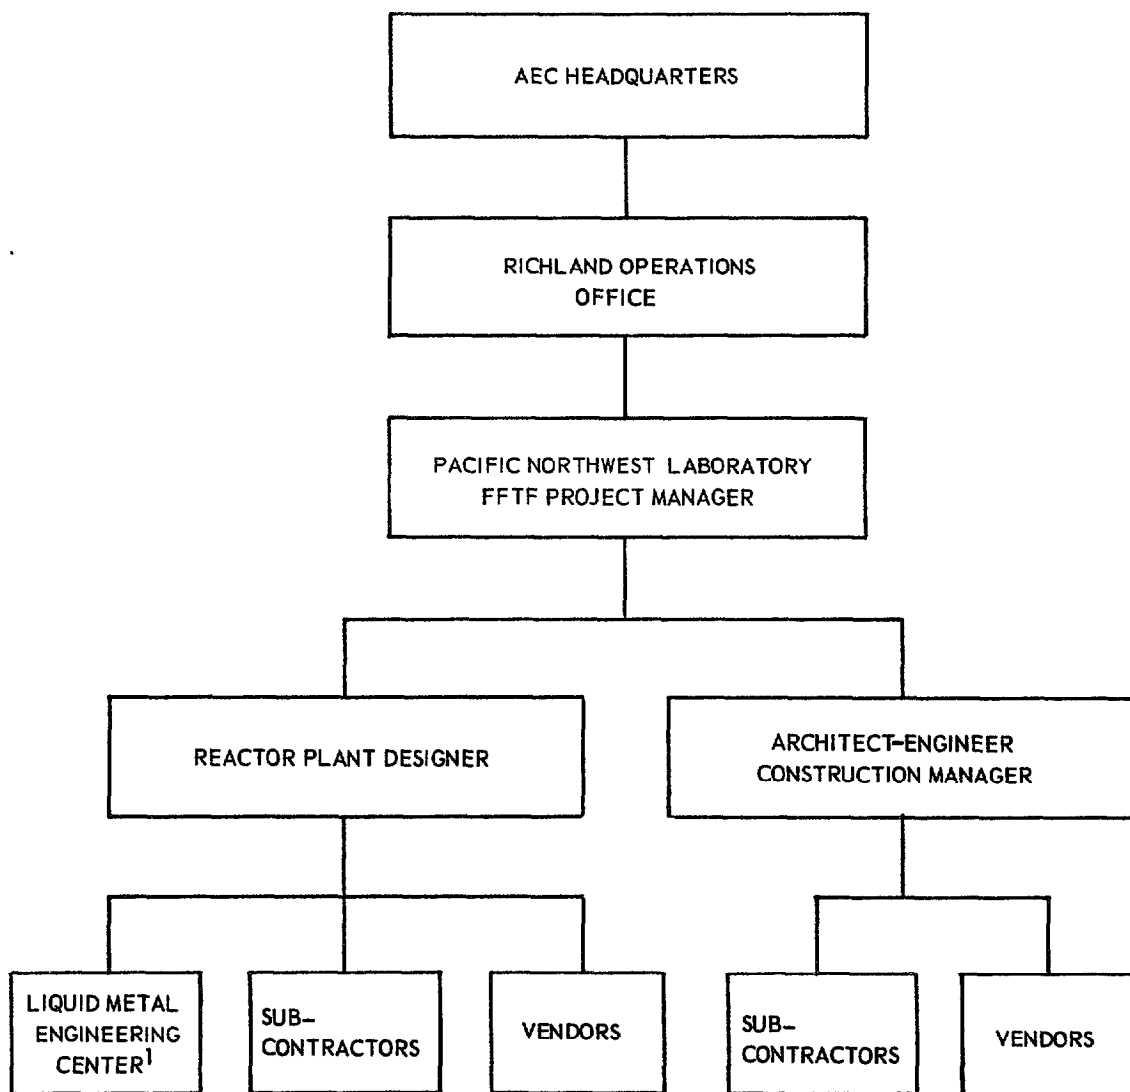 AEC HEADQUARTERS
RICHLAND OPERATIONS
OFFICE
PACIFIC NORTHWEST LABORATORY
FFTF PROJECT MANAGER
REACTOR PLANT DESIGNER
ARCHITECT-ENGINEER
CONSTRUCTION MANAGER
LIQUID METAL
ENGINEERING
CENTER1
SUB-
CONTRACTORS
VENDORS
SUB-
CONTRACTORS
VENDORS